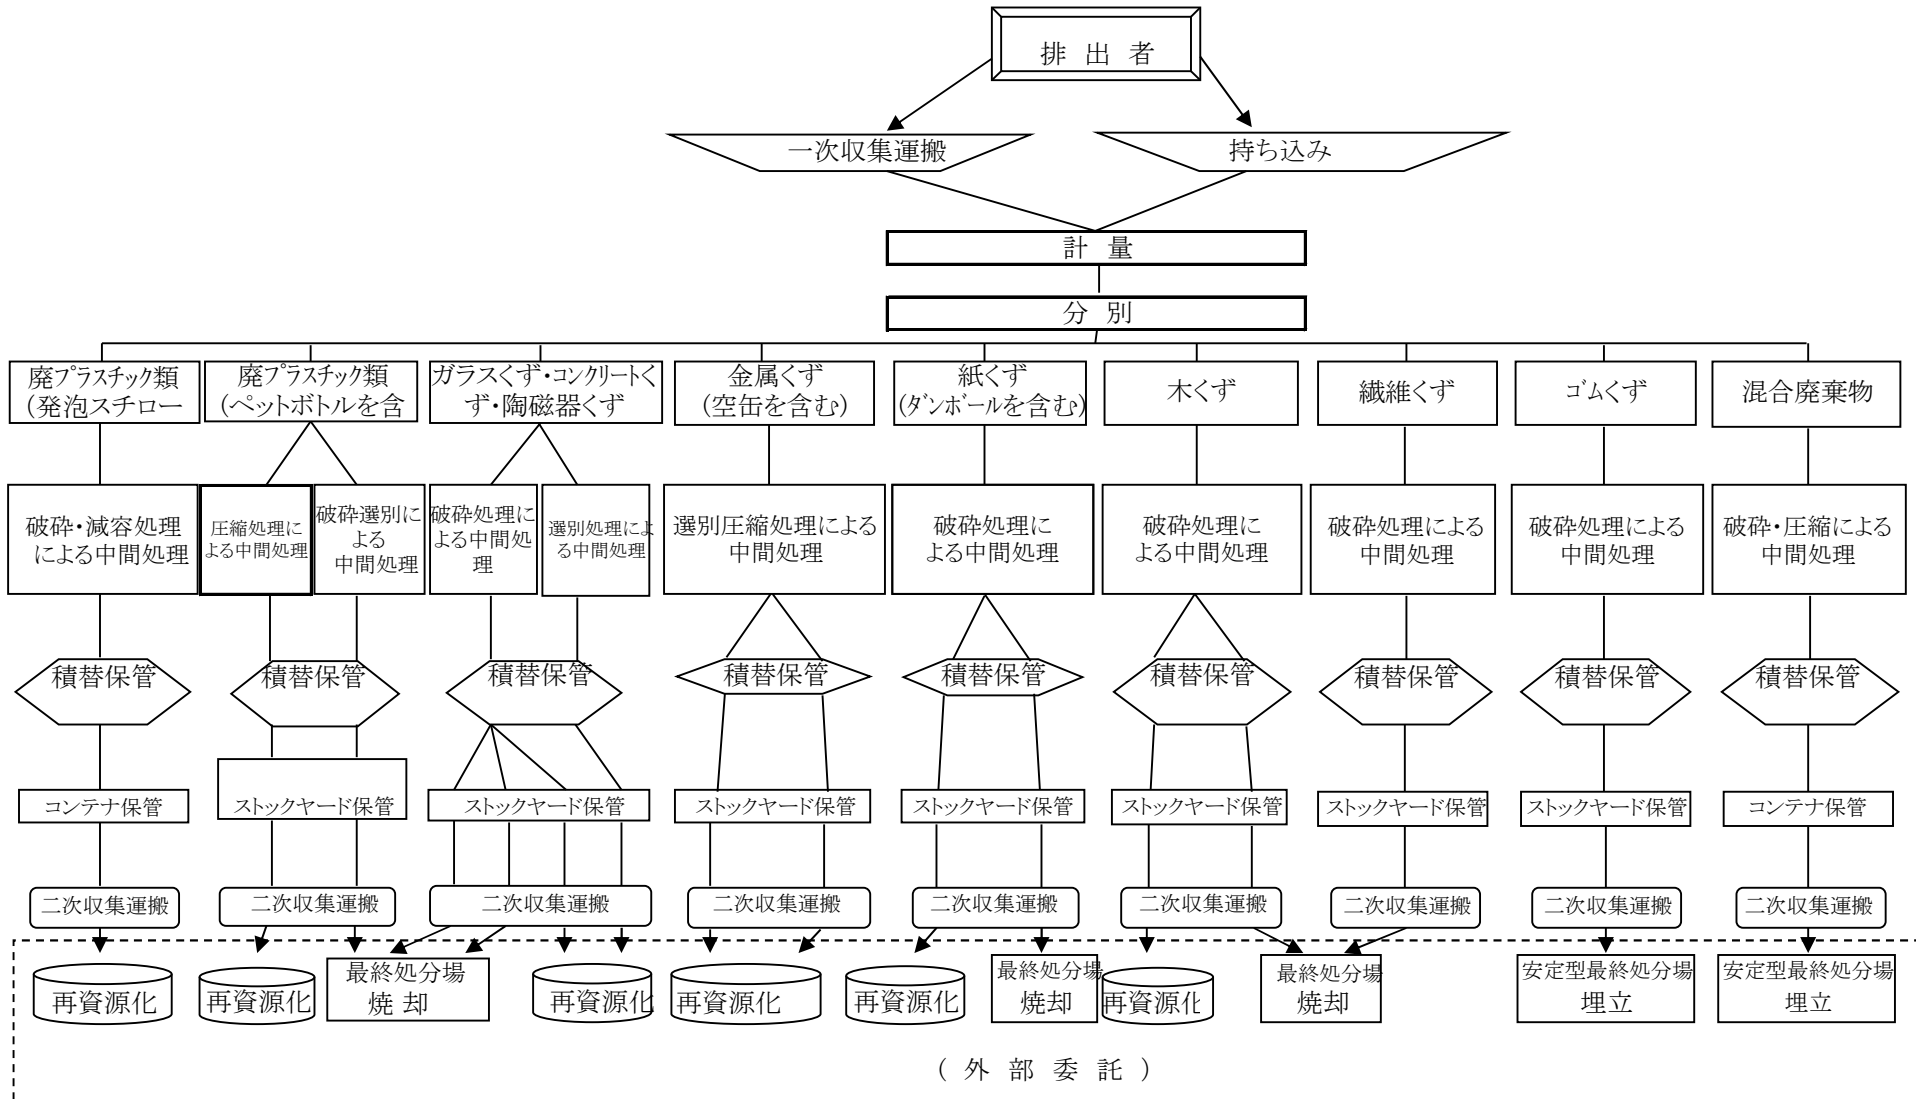 排 出 者
一次収集運搬
持ち込み
計 量
分 別
廃プラスチック類
(発泡スチロー
廃プラスチック類
(ペットボトルを含
ガラスくず・コンクリートく
ず・陶磁器くず
金属くず
(空缶を含む)
紙くず
(ダンボールを含む)
木くず
繊維くず
ゴムくず
混合廃棄物
破砕・減容処理
による中間処理
圧縮処理に
よる中間処理
破砕選別に
よる
中間処理
破砕処理に
よる中間処
理
選別処理によ
る中間処理
選別圧縮処理による
中間処理
破砕処理に
よる中間処理
破砕処理に
よる中間処理
破砕処理による
中間処理
破砕処理による
中間処理
破砕・圧縮による
中間処理
積替保管
積替保管
積替保管
積替保管
積替保管
積替保管
積替保管
積替保管
積替保管
コンテナ保管
ストックヤード保管
ストックヤード保管
ストックヤード保管
ストックヤード保管
ストックヤード保管
ストックヤード保管
ストックヤード保管
コンテナ保管
二次収集運搬
二次収集運搬
二次収集運搬
二次収集運搬
二次収集運搬
二次収集運搬
二次収集運搬
二次収集運搬
二次収集運搬
再資源化
再資源化
最終処分場
焼 却
再資源化
再資源化
再資源化
最終処分場
焼却
再資源化
最終処分場
焼却
安定型最終処分場
埋立
安定型最終処分場
埋立
( 外 部 委 託 )